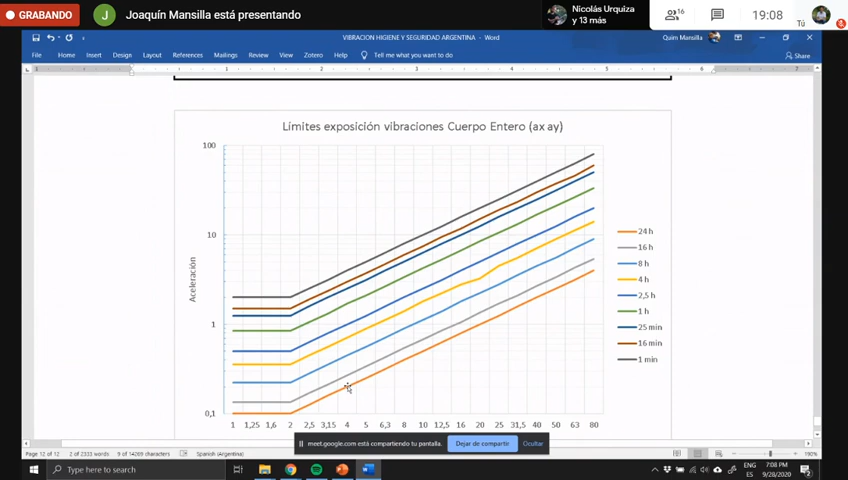 GRABANDO
J
Joaquín Mansilla está presentando
Nicolás Urquiza
y 13 más
16
19:08
Tú
VIBRACION HIGIENE Y SEGURIDAD ARGENTINA - Word
Quim Mansilla
File Home Insert Design Layout References Mailings Review View Zotero Help Tell me what you want to do
Límites exposición vibraciones Cuerpo Entero (ax ay)
Aceleración
100
10
1
0,1
1 1,25 1,6 2 2,5 3,15 4 5 6,3 8 10 12,5 16 20 25 31,5 40 50 63 80
24 h
16 h
8 h
4 h
2,5 h
1 h
25 min
16 min
1 min
meet.google.com está compartiendo tu pantalla.
Dejar de compartir
Ocultar
Page 12 of 12 2 of 2333 words 9 of 14209 characters Spanish (Argentina)
190%
Type here to search
ENG
ES
7:08 PM
9/28/2020